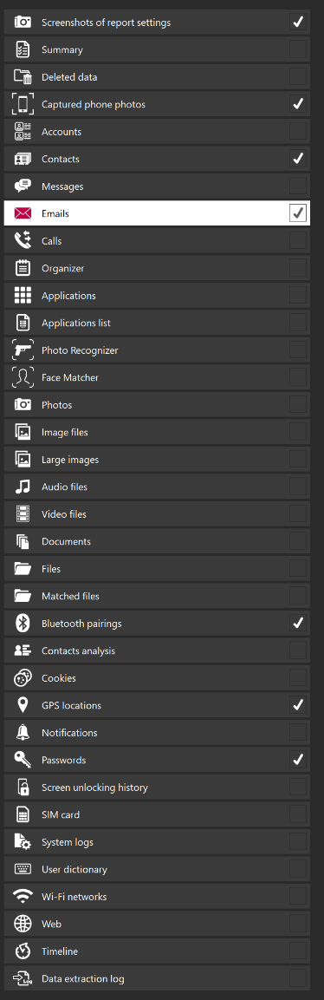 Screenshots of report settings
Summary
Deleted data
Captured phone photos
Accounts
Contacts
Messages
Emails
Calls
Organizer
Applications
Applications list
Photo Recognizer
Face Matcher
Photos
Image files
Large images
Audio files
Video files
Documents
Files
Matched files
Bluetooth pairings
Contacts analysis
Cookies
GPS locations
Notifications
Passwords
Screen unlocking history
SIM card
System logs
User dictionary
Wi-Fi networks
Web
Timeline
Data extraction log